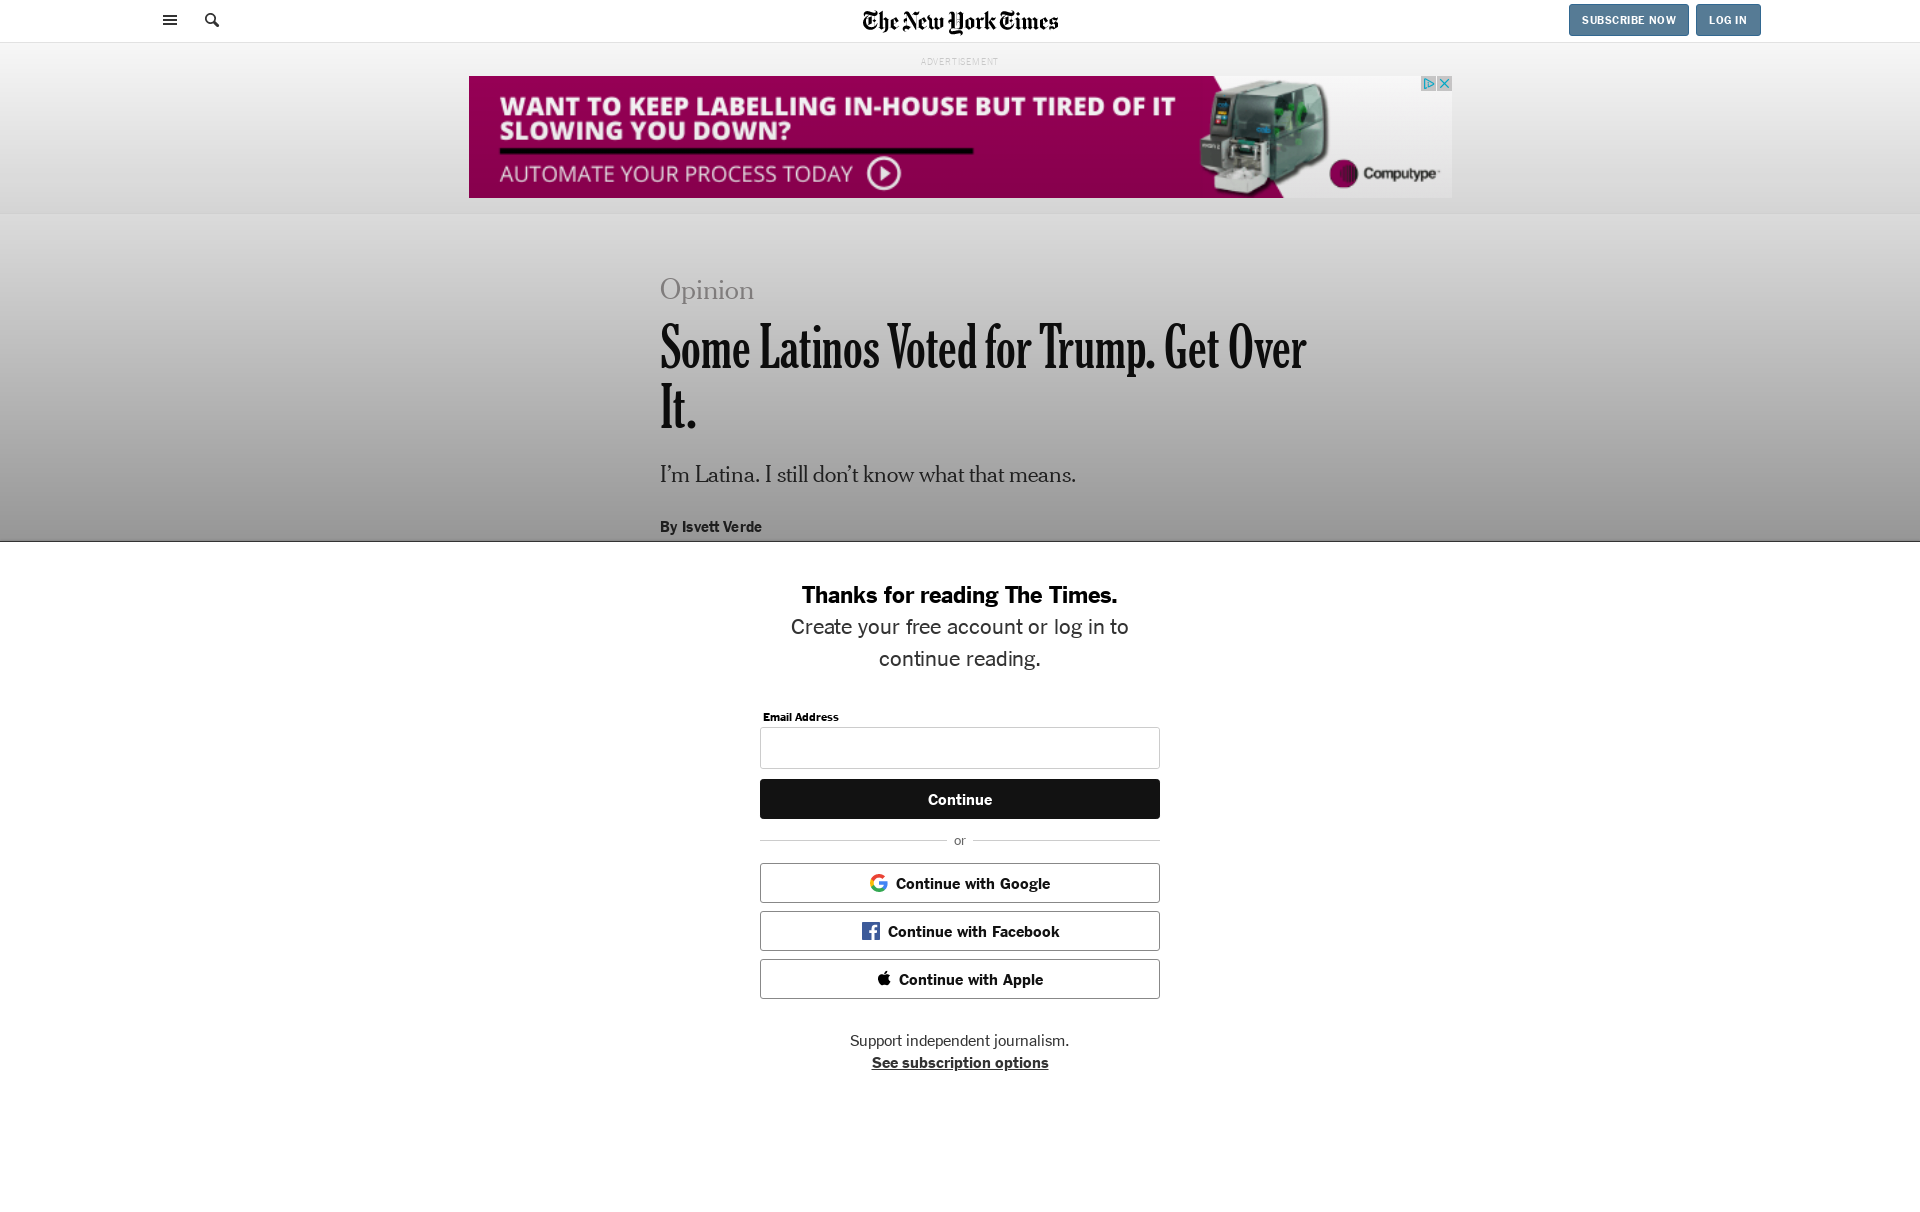 The New York Times
SUBSCRIBE NOW
LOG IN
ADVERTISEMENT
WANT TO KEEP LABELLING IN-HOUSE BUT TIRED OF IT
SLOWING YOU DOWN?
AUTOMATE YOUR PROCESS TODAY
Computype
Opinion
Some Latinos Voted for Trump. Get Over
It.
I’m Latina. I still don’t know what that means.
By Isvett Verde
Thanks for reading The Times.
Create your free account or log in to
continue reading.
Email Address
Continue
or
Continue with Google
Continue with Facebook
Continue with Apple
Support independent journalism.
See subscription options